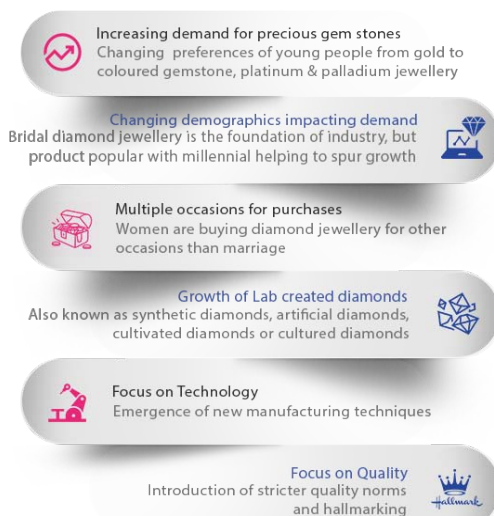 Increasing demand for precious gem stones
Changing preferences of young people from gold to
coloured gemstone, platinum & palladium jewellery
Changing demographics impacting demand
Bridal diamond jewellery is the foundation of industry, but
product popular with millennial helping to spur growth
Multiple occasions for purchases
Women are buying diamond jewellery for other
occasions than marriage
Growth of Lab created diamonds
Also known as synthetic diamonds, artificial diamonds,
cultivated diamonds or cultured diamonds
Focus on Technology
Emergence of new manufacturing techniques
Focus on Quality
Introduction of stricter quality norms
and hallmarking
Hallmark